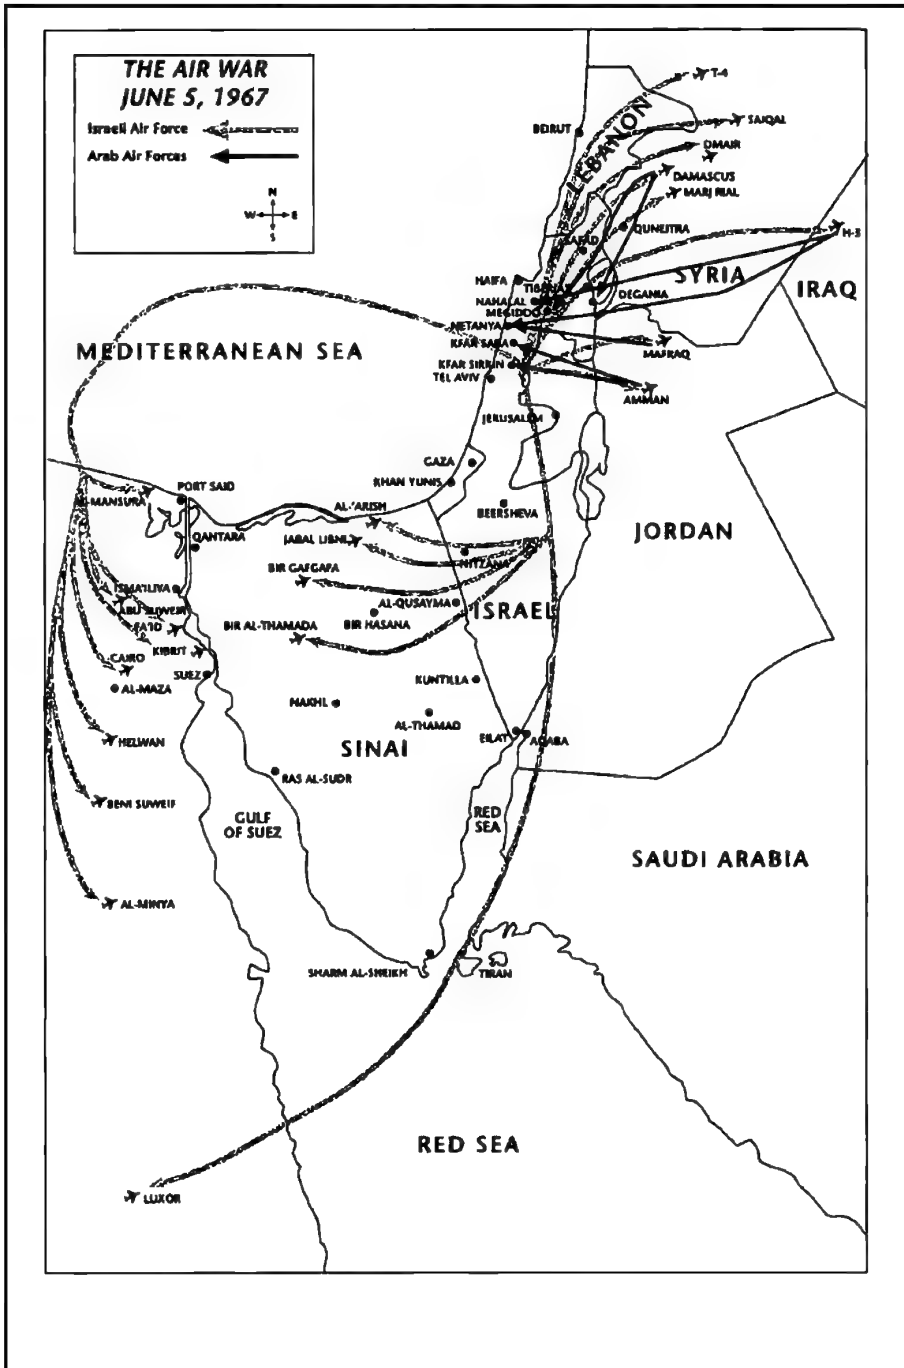 THE AIR WAR
JUNE 5, 1967
Israeli Air Force
Arab Air Forces
N
W E
S
T-4
SAIQAL
BEIRUT
LEBANON
DMAIR
DAMASCUS
MARJ RIAL
QUNEITRA
SAFAD
H-3
SYRIA
IRAQ
HAIFA
TIBERIAS
NAHALAL
DEGANIA
MEGIDDO
NETANYA
MEDITERRANEAN SEA
KFAR SABA
MAFRAQ
KFAR SIRKIN
TEL AVIV
AMMAN
JERUSALEM
GAZA
KHAN YUNIS
PORT SAID
AL-'ARISH
BEERSHEVA
MANSURA
QANTARA
JABAL LIBNI
JORDAN
NITZANA
BIR GAFGAFA
ISMA'ILIYA
ABU SUWEIR
AL-QUSAYMA
ISRAEL
FA'ID
BIR AL-THAMADA
BIR HASANA
KIBRIT
CAIRO
SUEZ
AL-MAZA
KUNTILLA
NAKHL
AL-THAMAD
HELWAN
SINAI
EILAT
AQABA
RAS AL-SUDR
BENI SUWEIF
GULF
OF SUEZ
RED
SEA
SAUDI ARABIA
AL-MINYA
SHARM AL-SHEIKH
TIRAN
RED SEA
LUXOR